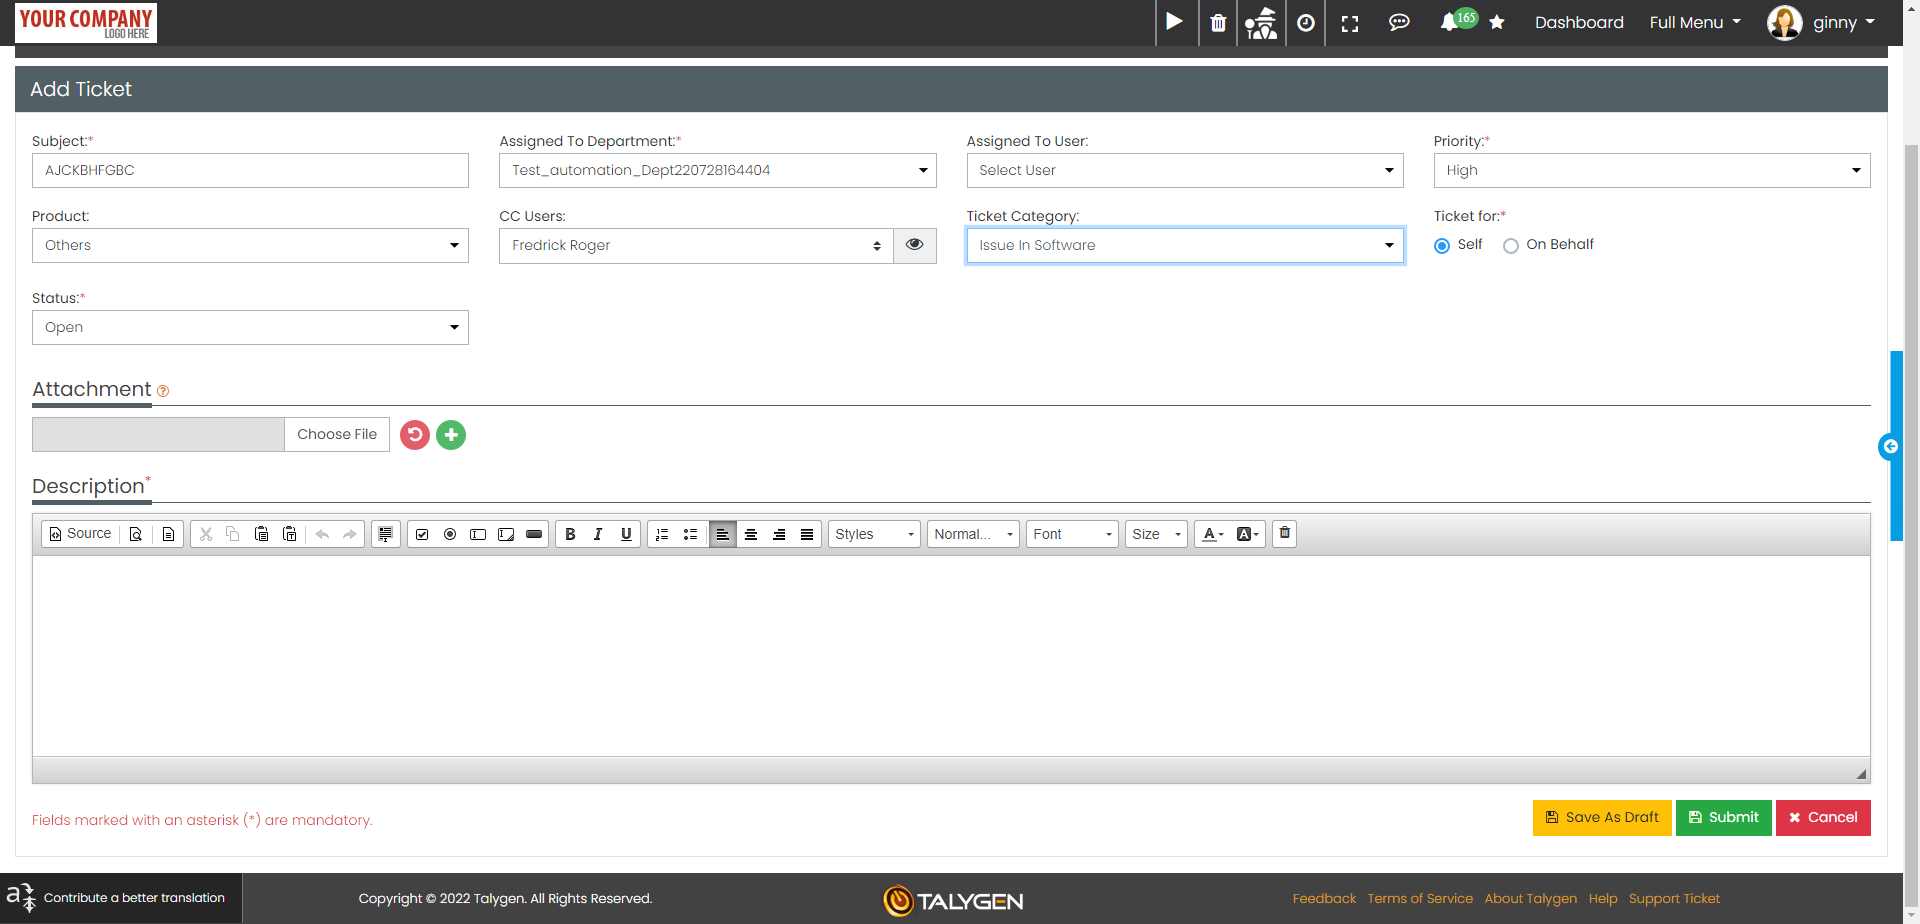 YOUR COMPANY
LOGO HERE
165
Dashboard
Full Menu
ginny
Add Ticket
Subject:*
Assigned To Department:*
Assigned To User:
Priority:*
AJCKBHFGBC
Test_automation_Dept220728164404
Select User
High
Product:
CC Users:
Ticket Category:
Ticket for:*
Others
Fredrick Roger
Issue In Software
Self
On Behalf
Status:*
Open
Attachment ?
Choose File
Description*
Source
B I U
Styles
Normal...
Font
Size
A
A
Fields marked with an asterisk (*) are mandatory.
Save As Draft
Submit
Cancel
Contribute a better translation
Copyright © 2022 Talygen. All Rights Reserved.
TALYGEN
Feedback
Terms of Service
About Talygen
Help
Support Ticket